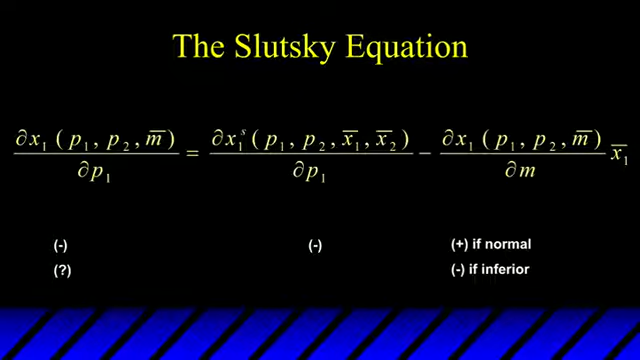 The Slutsky Equation
∂x₁ ( p₁ , p₂ , m̅ ) / ∂p₁ = ∂x₁ˢ ( p₁ , p₂ , x̅₁ , x̅₂ ) / ∂p₁ − ∂x₁ ( p₁ , p₂ , m̅ ) / ∂m x̅₁
(-) (-) (+) if normal
(?) (-) if inferior